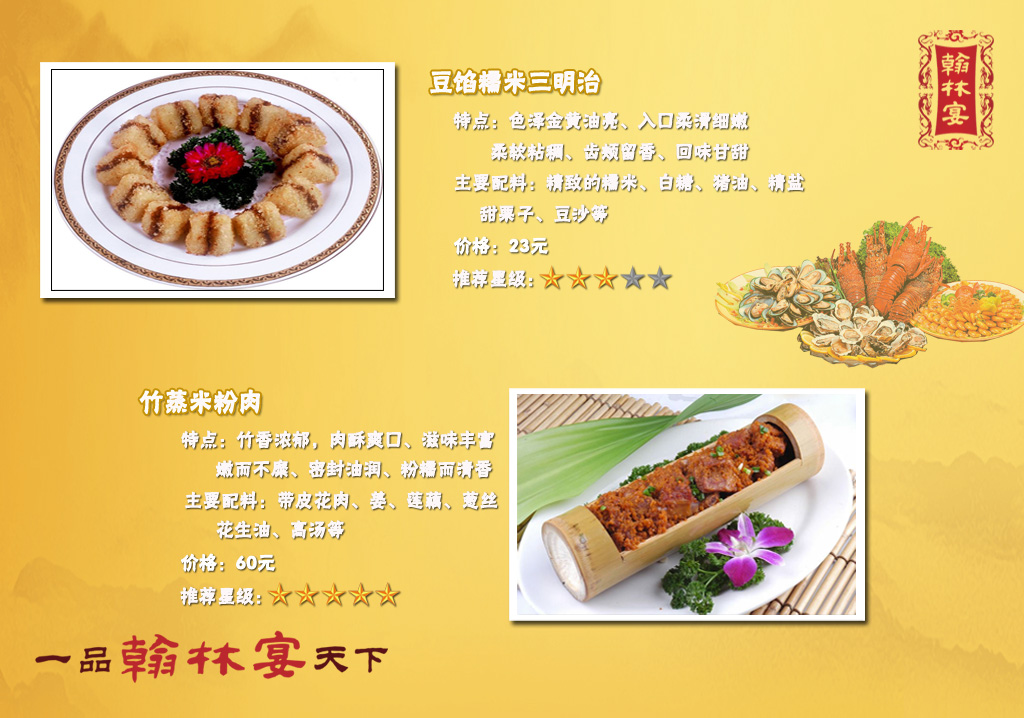 翰林宴
豆馅糯米三明治
特点：色泽金黄油亮、入口柔滑细嫩
柔软粘稠、齿颊留香、回味甘甜
主要配料：精致的糯米、白糖、猪油、精盐
甜栗子、豆沙等
价格：23元
推荐星级：
竹蒸米粉肉
特点：竹香浓郁，肉酥爽口、滋味丰富
嫩而不糜、密封油润、粉糯而清香
主要配料：带皮花肉、姜、莲藕、葱丝
花生油、高汤等
价格：60元
推荐星级：
一品翰林宴天下